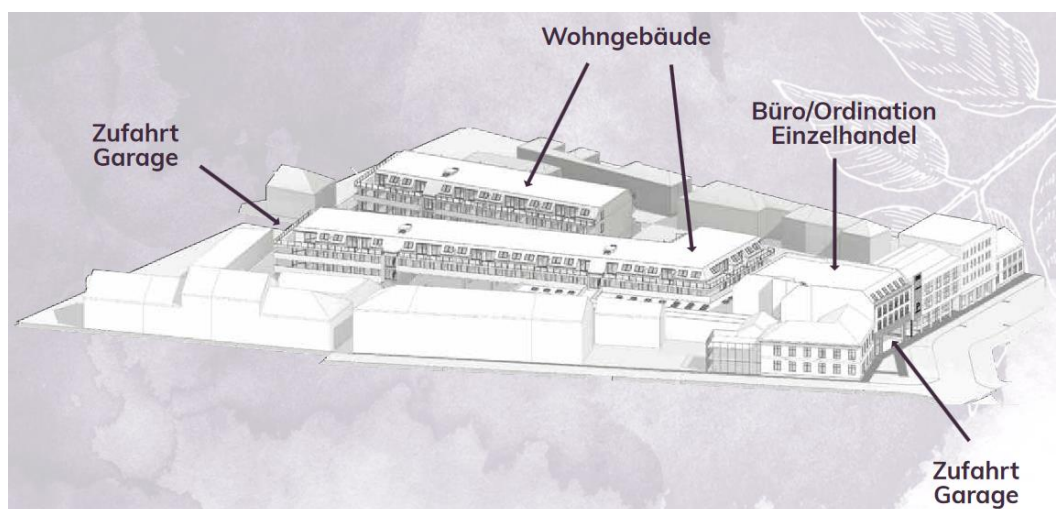 Wohngebäude
Büro/Ordination
Einzelhandel
Zufahrt
Garage
Zufahrt
Garage